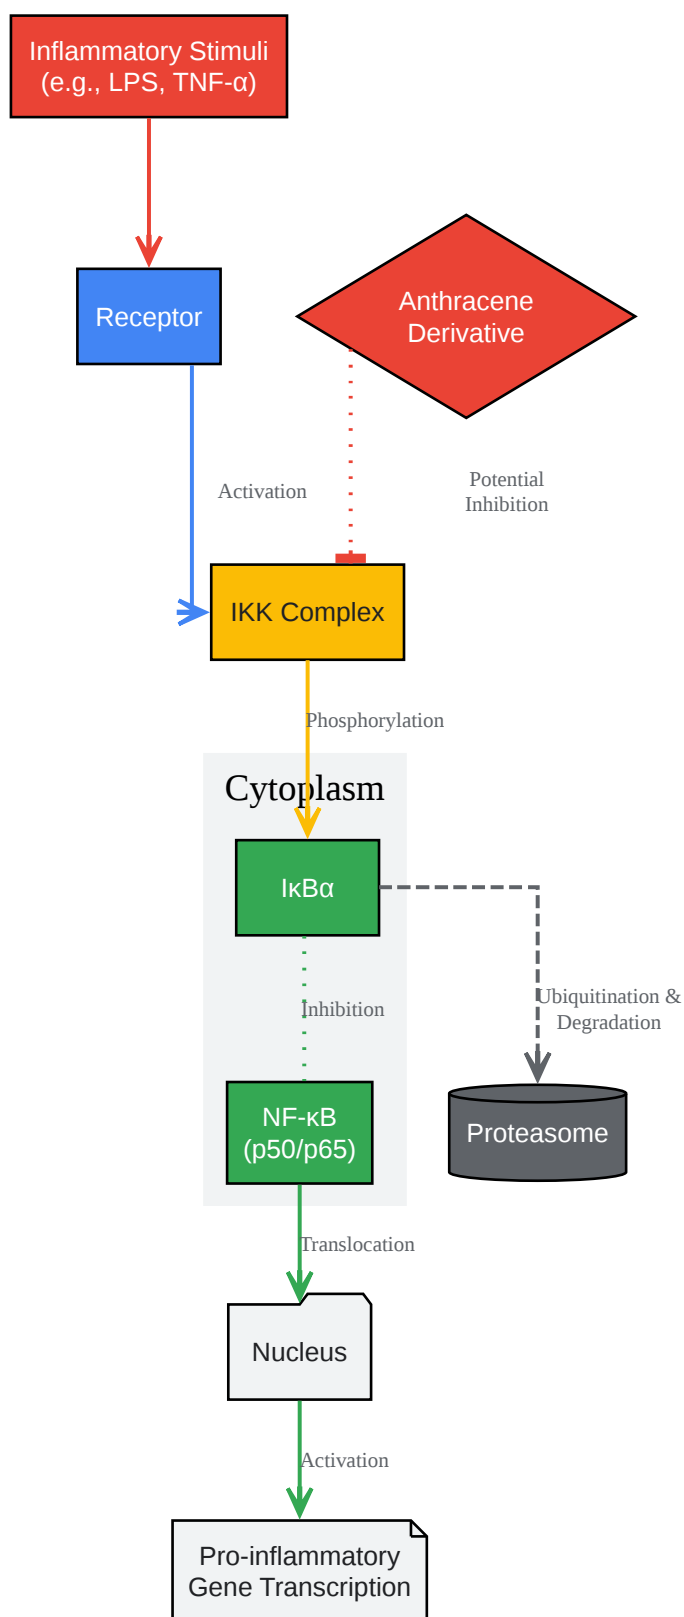 Inflammatory Stimuli
(e.g., LPS, TNF-α)
Receptor
Anthracene
Derivative
Activation
Potential
Inhibition
IKK Complex
Phosphorylation
Cytoplasm
IκBα
Inhibition
Ubiquitination &
Degradation
NF-κB
(p50/p65)
Proteasome
Translocation
Nucleus
Activation
Pro-inflammatory
Gene Transcription